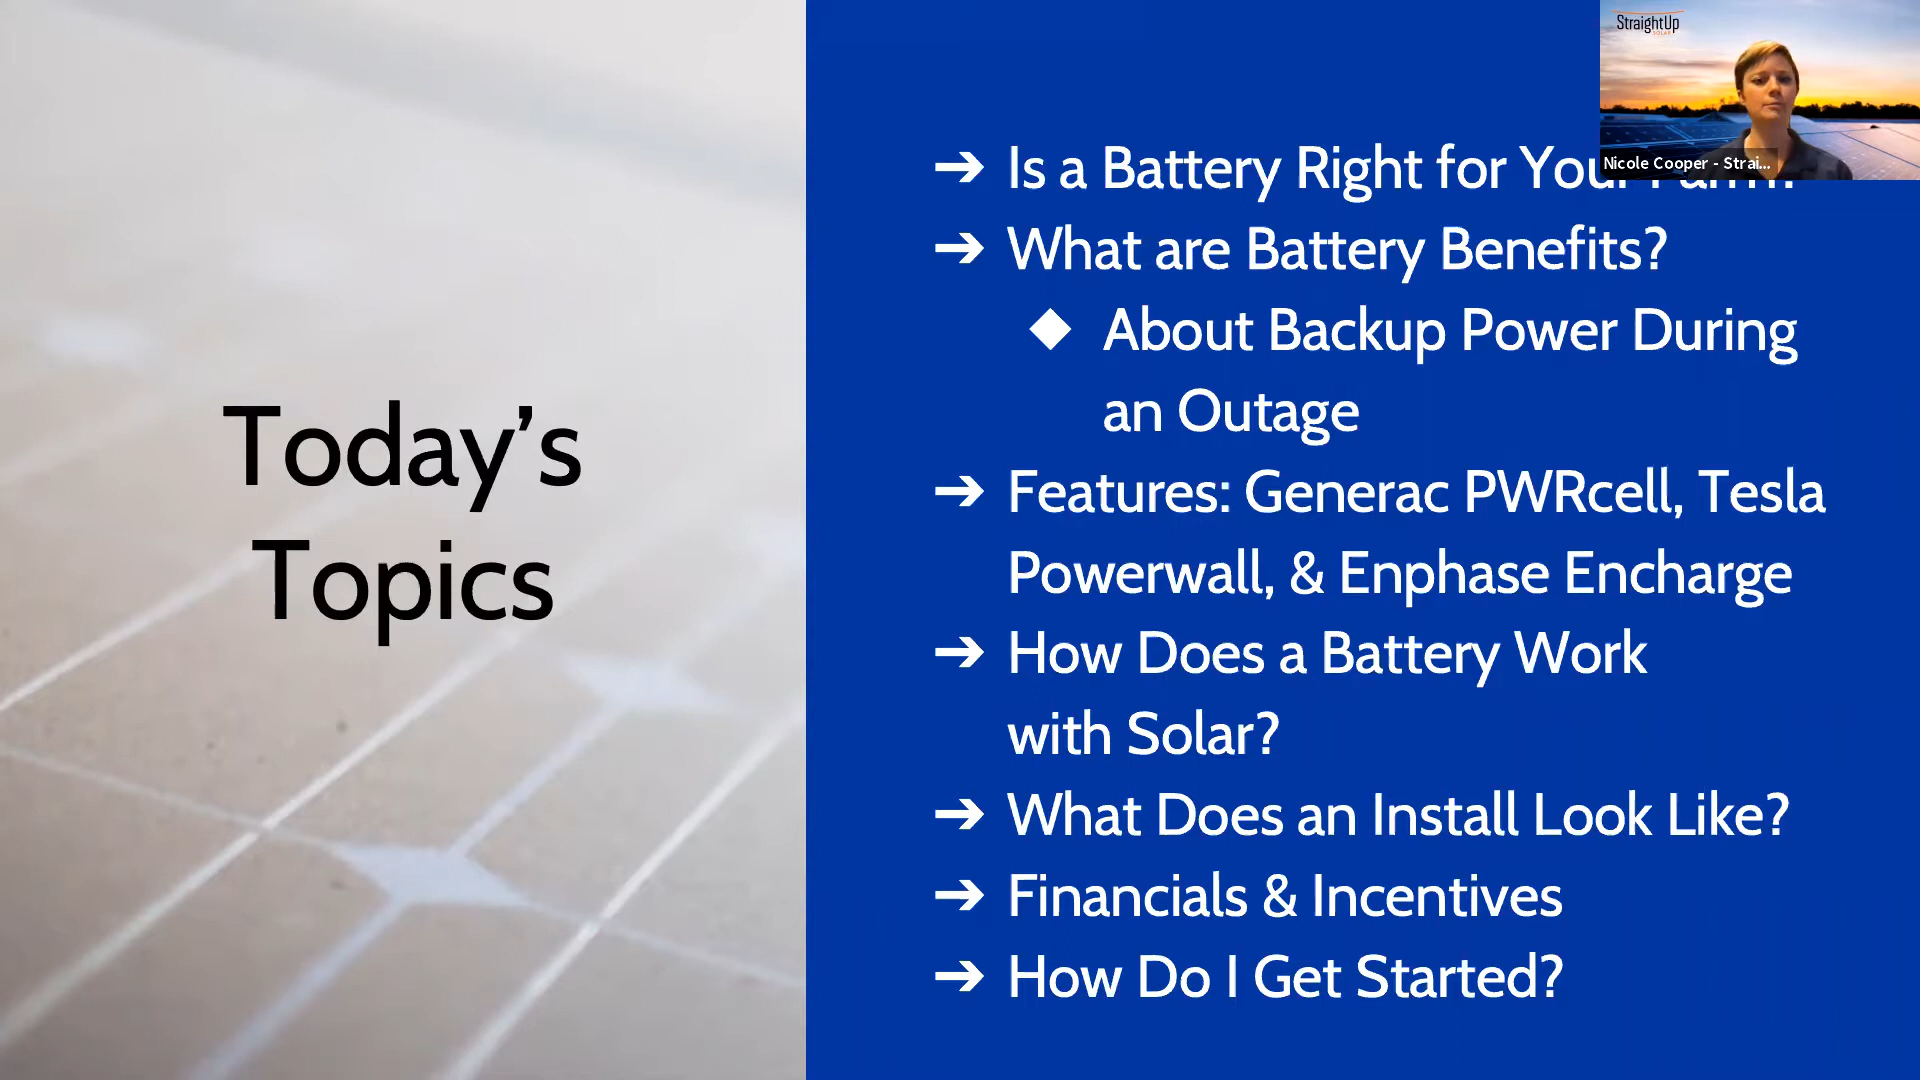 Today’s
Topics
➔ Is a Battery Right for Your
➔ What are Battery Benefits?
◆ About Backup Power During
an Outage
➔ Features: Generac PWRcell, Tesla
Powerwall, & Enphase Encharge
➔ How Does a Battery Work
with Solar?
➔ What Does an Install Look Like?
➔ Financials & Incentives
➔ How Do I Get Started?
StraightUp
SOLAR
Nicole Cooper - Strai...